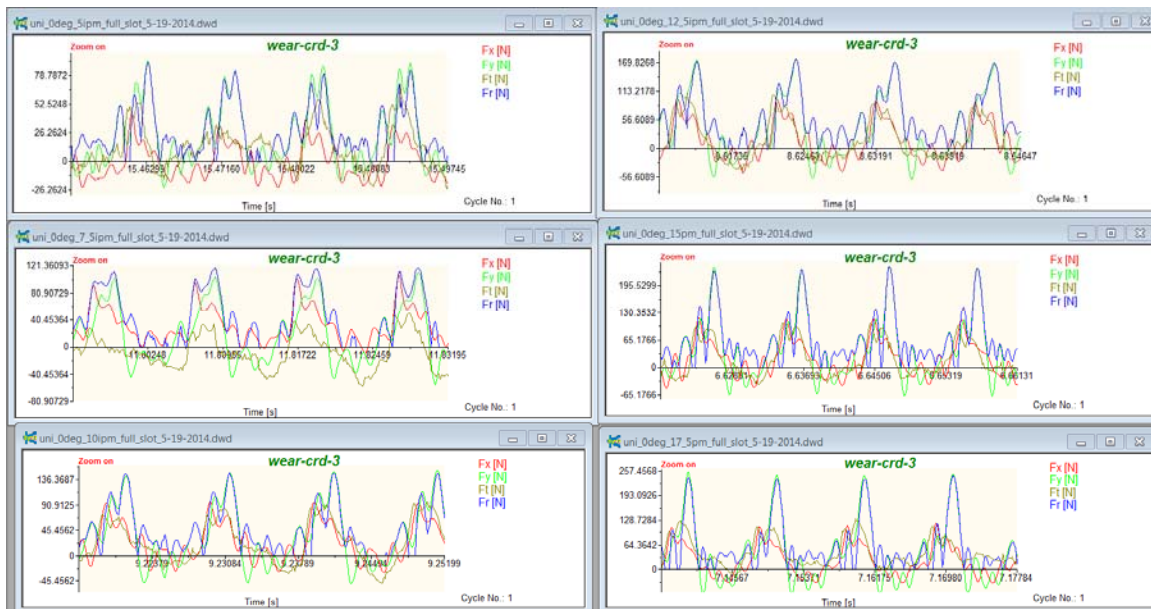 uni_0deg_5ipm_full_slot_5-19-2014.dwd
Zoom on
wear-crd-3
Fx [N]
Fy [N]
Ft [N]
Fr [N]
78.7872
52.5248
26.2624
0
-26.2624
15.46299 15.47160 15.48022 15.48883 15.49745
Time [s]
Cycle No.: 1
uni_0deg_12_5ipm_full_slot_5-19-2014.dwd
Zoom on
wear-crd-3
Fx [N]
Fy [N]
Ft [N]
Fr [N]
169.8268
113.2178
56.6089
0
-56.6089
8.61735 8.62463 8.63191 8.63919 8.64647
Time [s]
Cycle No.: 1
uni_0deg_7_5ipm_full_slot_5-19-2014.dwd
Zoom on
wear-crd-3
Fx [N]
Fy [N]
Ft [N]
Fr [N]
121.36093
80.90729
40.45364
0
-40.45364
-80.90729
11.80248 11.80985 11.81722 11.82459 11.83195
Time [s]
Cycle No.: 1
uni_0deg_15pm_full_slot_5-19-2014.dwd
Zoom on
wear-crd-3
Fx [N]
Fy [N]
Ft [N]
Fr [N]
195.5299
130.3532
65.1766
0
-65.1766
6.62881 6.63693 6.64506 6.65319 6.66131
Time [s]
Cycle No.: 1
uni_0deg_10ipm_full_slot_5-19-2014.dwd
Zoom on
wear-crd-3
Fx [N]
Fy [N]
Ft [N]
Fr [N]
136.3687
90.9125
45.4562
0
-45.4562
9.22379 9.23084 9.23789 9.24494 9.25199
Time [s]
Cycle No.: 1
uni_0deg_17_5pm_full_slot_5-19-2014.dwd
Zoom on
wear-crd-3
Fx [N]
Fy [N]
Ft [N]
Fr [N]
257.4568
193.0926
128.7284
64.3642
0
7.14567 7.15371 7.16175 7.16980 7.17784
Time [s]
Cycle No.: 1